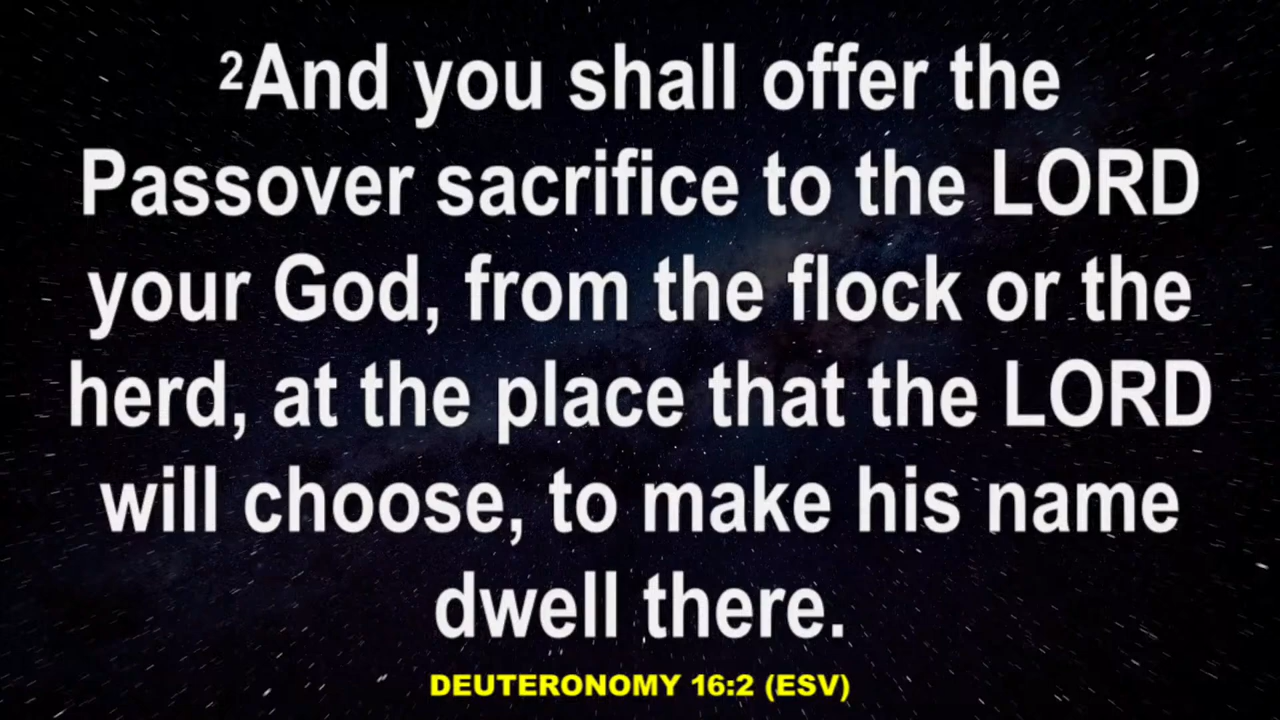 ²And you shall offer the
Passover sacrifice to the LORD
your God, from the flock or the
herd, at the place that the LORD
will choose, to make his name
dwell there.
DEUTERONOMY 16:2 (ESV)